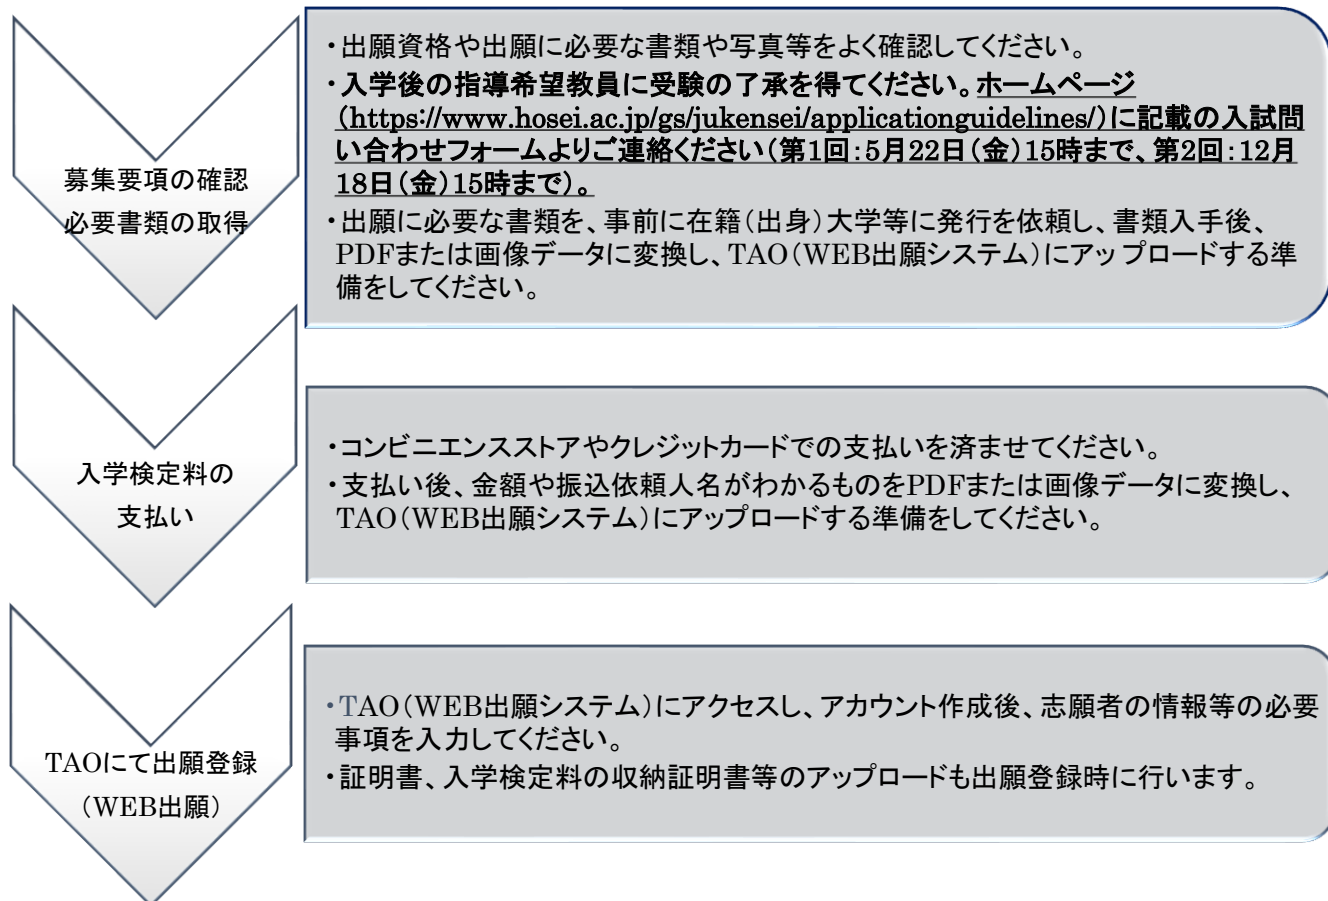 募集要項の確認
必要書類の取得
・出願資格や出願に必要な書類や写真等をよく確認してください。
・入学後の指導希望教員に受験の了承を得てください。ホームページ
(https://www.hosei.ac.jp/gs/jukensei/applicationguidelines/)に記載の入試問
い合わせフォームよりご連絡ください(第1回:5月22日(金)15時まで、第2回:12月
18日(金)15時まで)。
・出願に必要な書類を、事前に在籍(出身)大学等に発行を依頼し、書類入手後、
PDFまたは画像データに変換し、TAO(WEB出願システム)にアップロードする準
備をしてください。
入学検定料の
支払い
・コンビニエンスストアやクレジットカードでの支払いを済ませてください。
・支払い後、金額や振込依頼人名がわかるものをPDFまたは画像データに変換し、
TAO(WEB出願システム)にアップロードする準備をしてください。
TAOにて出願登録
(WEB出願)
・TAO(WEB出願システム)にアクセスし、アカウント作成後、志願者の情報等の必要
事項を入力してください。
・証明書、入学検定料の収納証明書等のアップロードも出願登録時に行います。